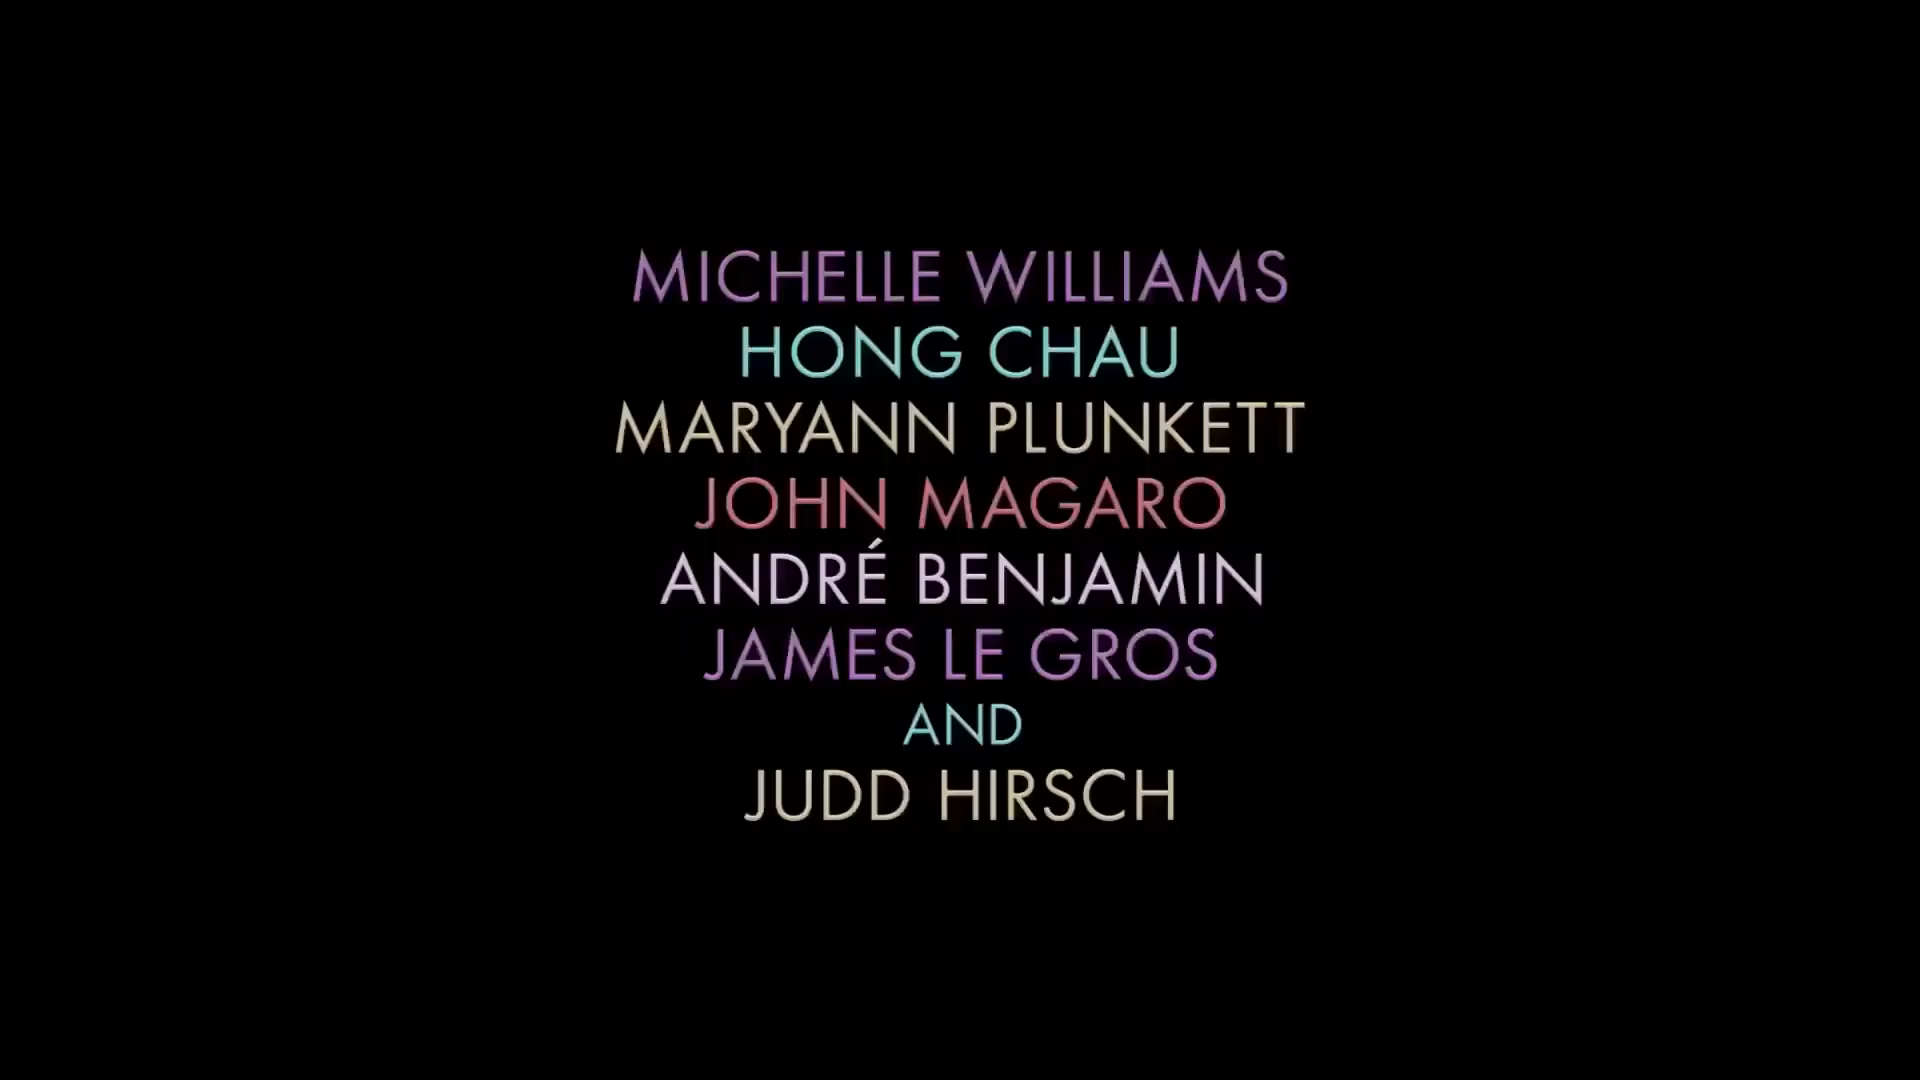 MICHELLE WILLIAMS
HONG CHAU
MARYANN PLUNKETT
JOHN MAGARO
ANDRÉ BENJAMIN
JAMES LE GROS
AND
JUDD HIRSCH